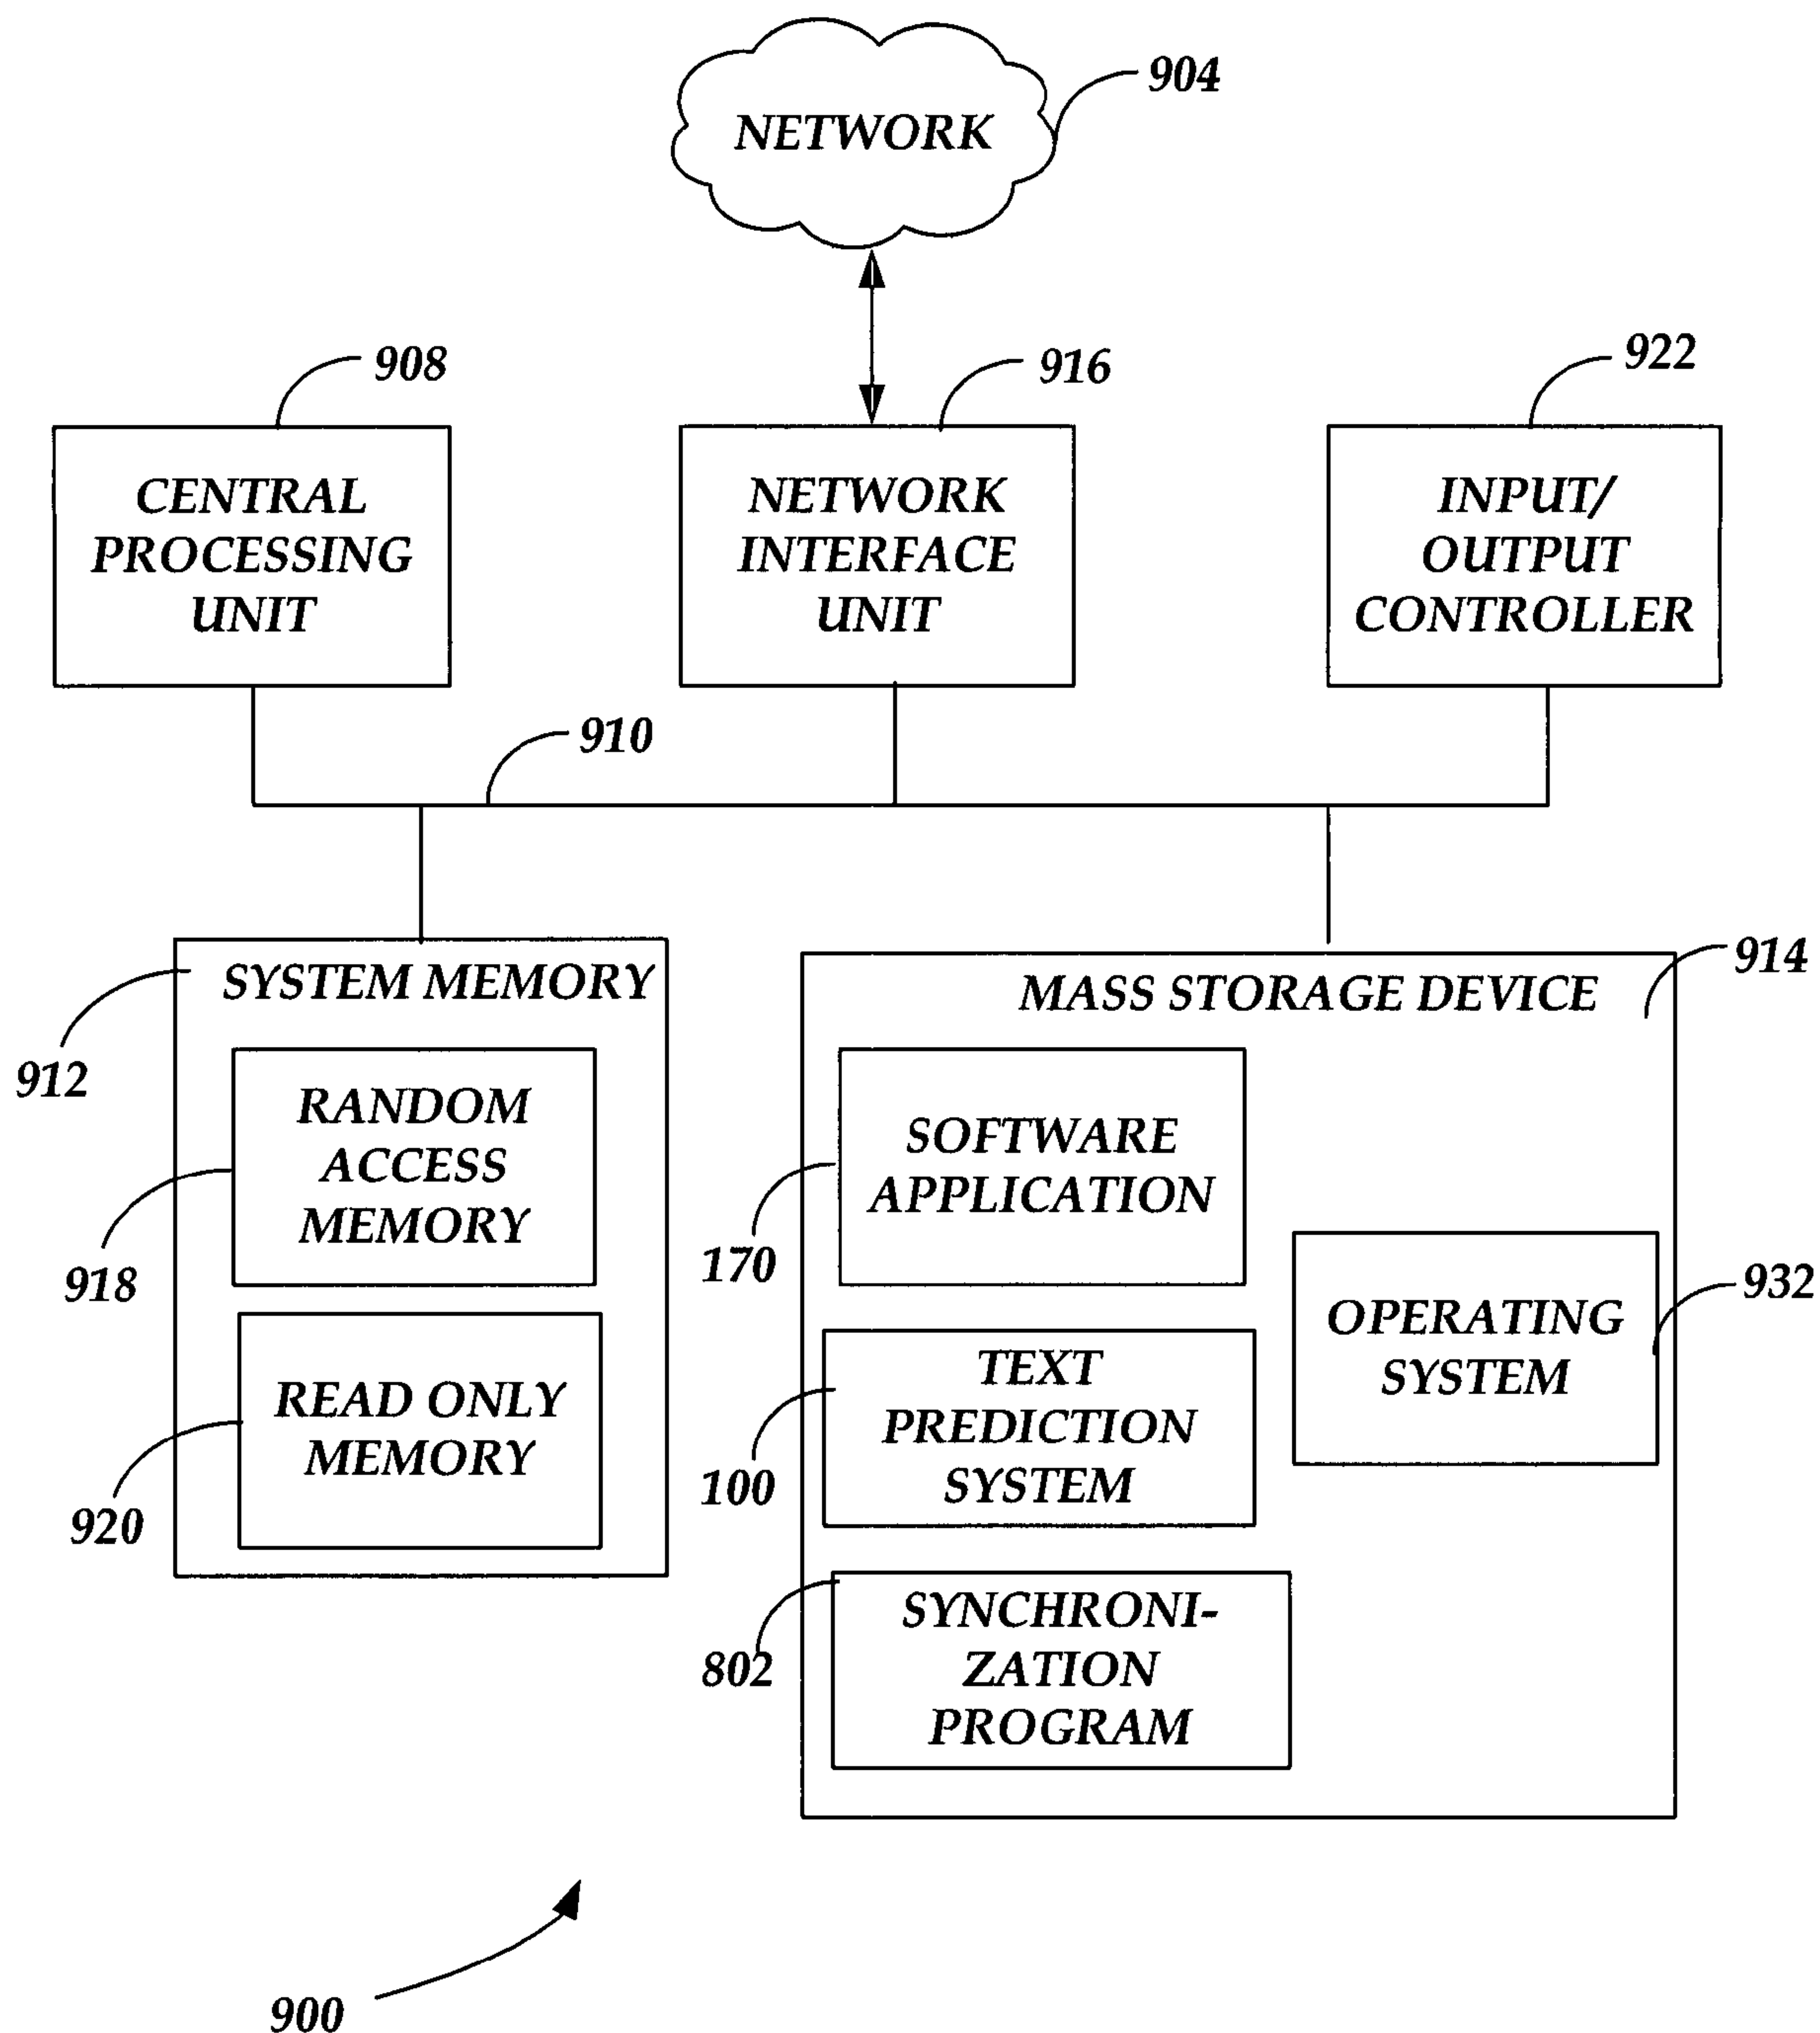 904
NETWORK
908
916
922
CENTRAL
PROCESSING
UNIT
NETWORK
INTERFACE
UNIT
INPUT/
OUTPUT
CONTROLLER
910
SYSTEM MEMORY
912
RANDOM
ACCESS
MEMORY
918
READ ONLY
MEMORY
920
914
MASS STORAGE DEVICE
SOFTWARE
APPLICATION
170
OPERATING
SYSTEM
932
TEXT
PREDICTION
SYSTEM
100
SYNCHRONI-
ZATION
PROGRAM
802
900